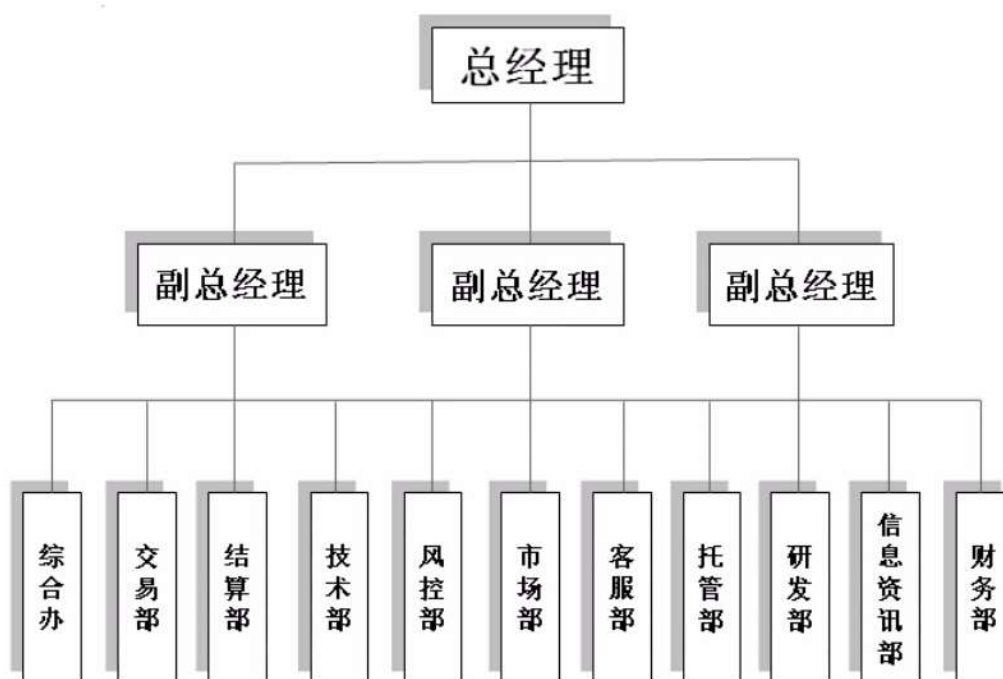 总经理
副总经理
副总经理
副总经理
综合办
交易部
结算部
技术部
风控部
市场部
客服部
托管部
研发部
信息资讯部
财务部